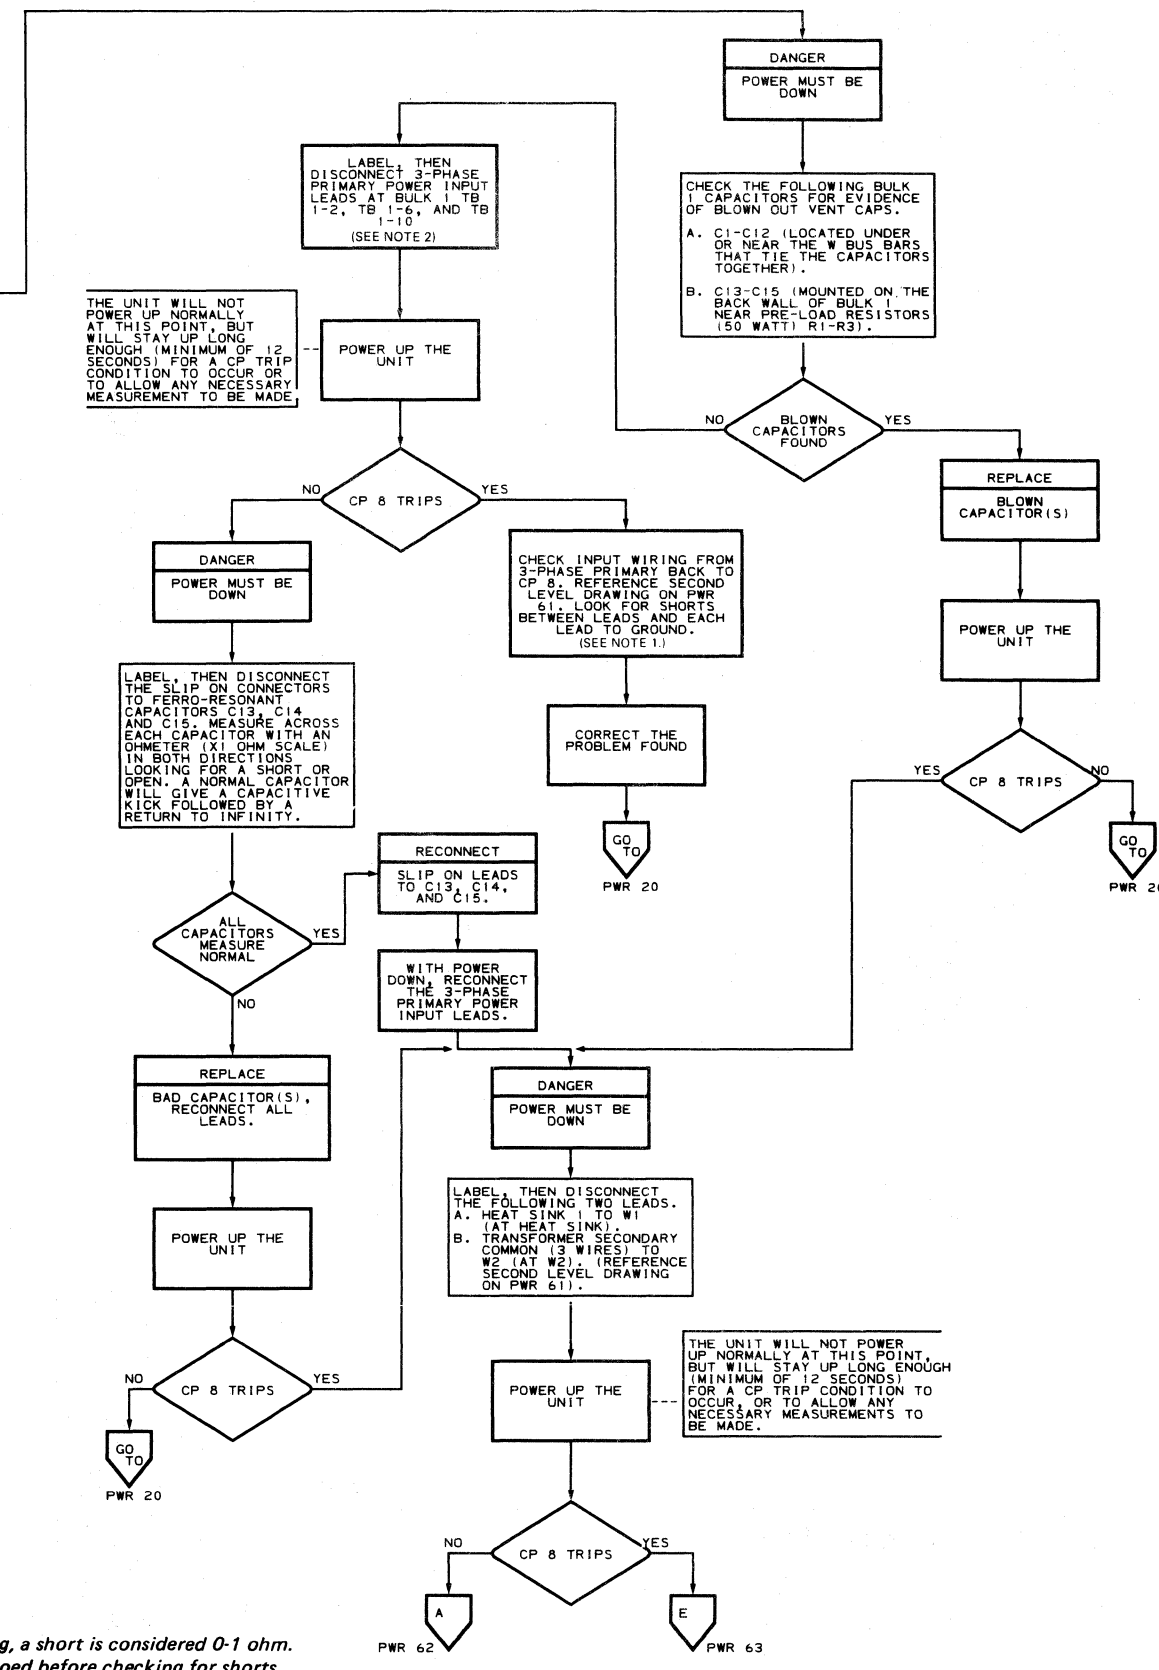 DANGER
POWER MUST BE
DOWN
LABEL, THEN
DISCONNECT 3-PHASE
PRIMARY POWER INPUT
LEADS AT BULK 1 TB
1-2, TB 1-6, AND TB
1-10
(SEE NOTE 2)
CHECK THE FOLLOWING BULK
1 CAPACITORS FOR EVIDENCE
OF BLOWN OUT VENT CAPS.
A. C1-C12 (LOCATED UNDER
OR NEAR THE W BUS BARS
THAT TIE THE CAPACITORS
TOGETHER).
B. C13-C15 (MOUNTED ON THE
BACK WALL OF BULK 1
NEAR PRE-LOAD RESISTORS
(50 WATT) R1-R3).
THE UNIT WILL NOT
POWER UP NORMALLY
AT THIS POINT, BUT
WILL STAY UP LONG
ENOUGH (MINIMUM OF 12
SECONDS) FOR A CP TRIP
CONDITION TO OCCUR OR
TO ALLOW ANY NECESSARY
MEASUREMENT TO BE MADE
POWER UP THE
UNIT
NO
BLOWN
CAPACITORS
FOUND
YES
REPLACE
BLOWN
CAPACITOR(S)
NO
CP 8 TRIPS
YES
DANGER
POWER MUST BE
DOWN
CHECK INPUT WIRING FROM
3-PHASE PRIMARY BACK TO
CP 8. REFERENCE SECOND
LEVEL DRAWING ON PWR
61. LOOK FOR SHORTS
BETWEEN LEADS AND EACH
LEAD TO GROUND.
(SEE NOTE 1.)
POWER UP THE
UNIT
LABEL, THEN DISCONNECT
THE SLIP ON CONNECTORS
TO FERRO-RESONANT
CAPACITORS C13, C14
AND C15. MEASURE ACROSS
EACH CAPACITOR WITH AN
OHMETER (X1 OHM SCALE)
IN BOTH DIRECTIONS
LOOKING FOR A SHORT OR
OPEN. A NORMAL CAPACITOR
WILL GIVE A CAPACITIVE
KICK FOLLOWED BY A
RETURN TO INFINITY.
CORRECT THE
PROBLEM FOUND
YES
CP 8 TRIPS
NO
GO
TO
PWR 20
GO
TO
PWR 20
RECONNECT
SLIP ON LEADS
TO C13, C14,
AND C15.
ALL
CAPACITORS
MEASURE
NORMAL
YES
NO
WITH POWER
DOWN, RECONNECT
THE 3-PHASE
PRIMARY POWER
INPUT LEADS.
REPLACE
BAD CAPACITOR(S),
RECONNECT ALL
LEADS.
DANGER
POWER MUST BE
DOWN
LABEL, THEN DISCONNECT
THE FOLLOWING TWO LEADS.
A. HEAT SINK 1 TO W1
(AT HEAT SINK).
B. TRANSFORMER SECONDARY
COMMON (3 WIRES) TO
W2 (AT W2). (REFERENCE
SECOND LEVEL DRAWING
ON PWR 61).
POWER UP THE
UNIT
NO
CP 8 TRIPS
YES
GO
TO
PWR 20
POWER UP THE
UNIT
THE UNIT WILL NOT POWER
UP NORMALLY AT THIS POINT,
BUT WILL STAY UP LONG ENOUGH
(MINIMUM OF 12 SECONDS)
FOR A CP TRIP CONDITION TO
OCCUR, OR TO ALLOW ANY
NECESSARY MEASUREMENTS TO
BE MADE.
NO
CP 8 TRIPS
YES
A
PWR 62
E
PWR 63
g, a short is considered 0-1 ohm.
before checking for shorts